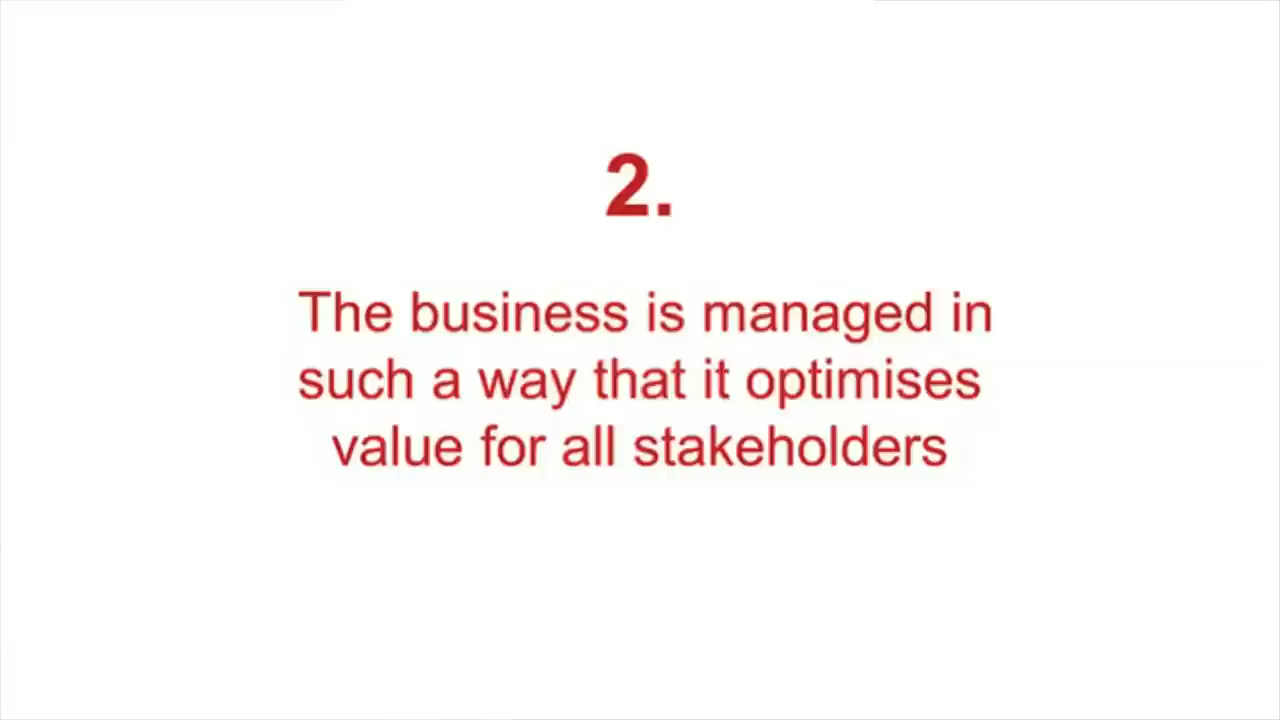 2.
The business is managed in
such a way that it optimises
value for all stakeholders